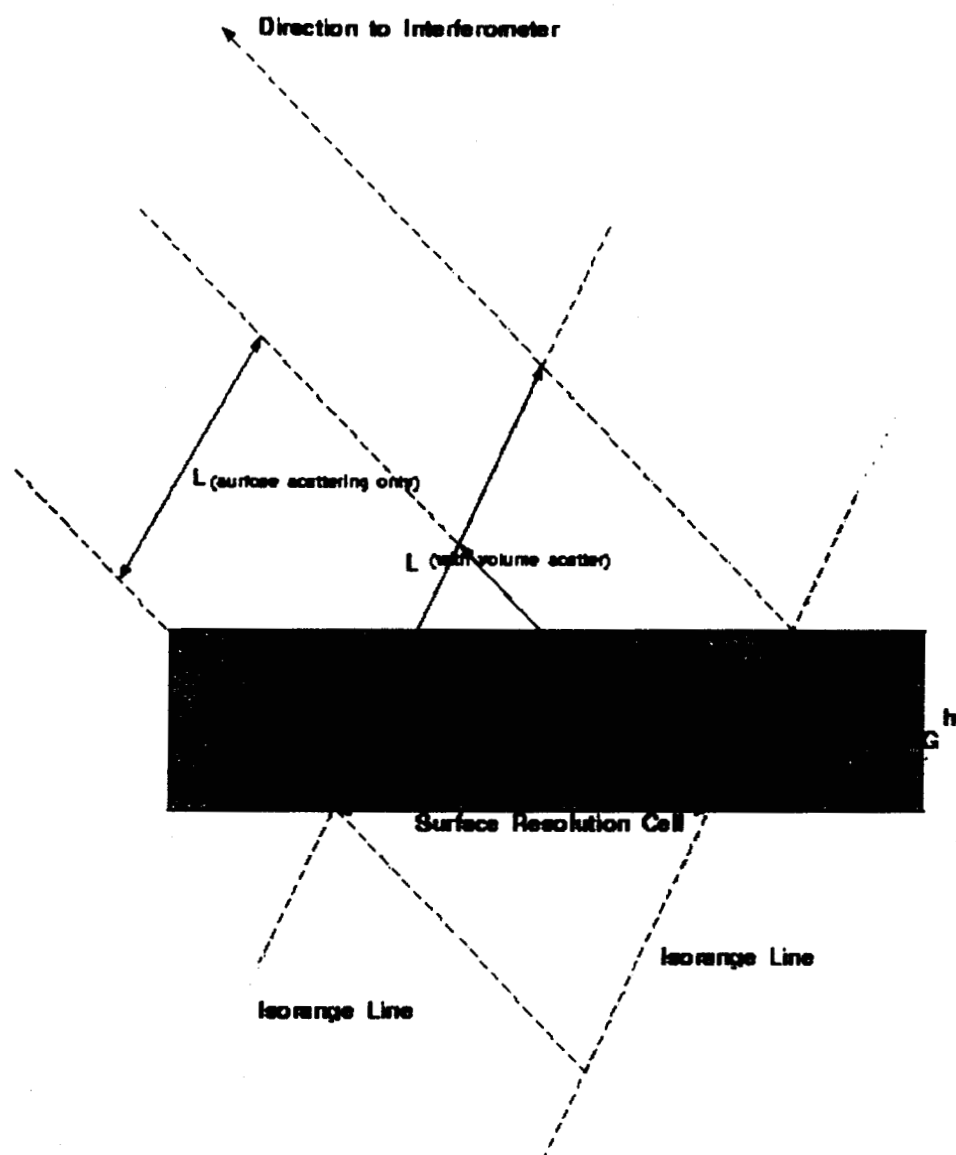 Direction to Interferometer
L (surface scattering only)
L (with volume scatter)
h
G
Surface Resolution Cell
Isorange Line
Isorange Line